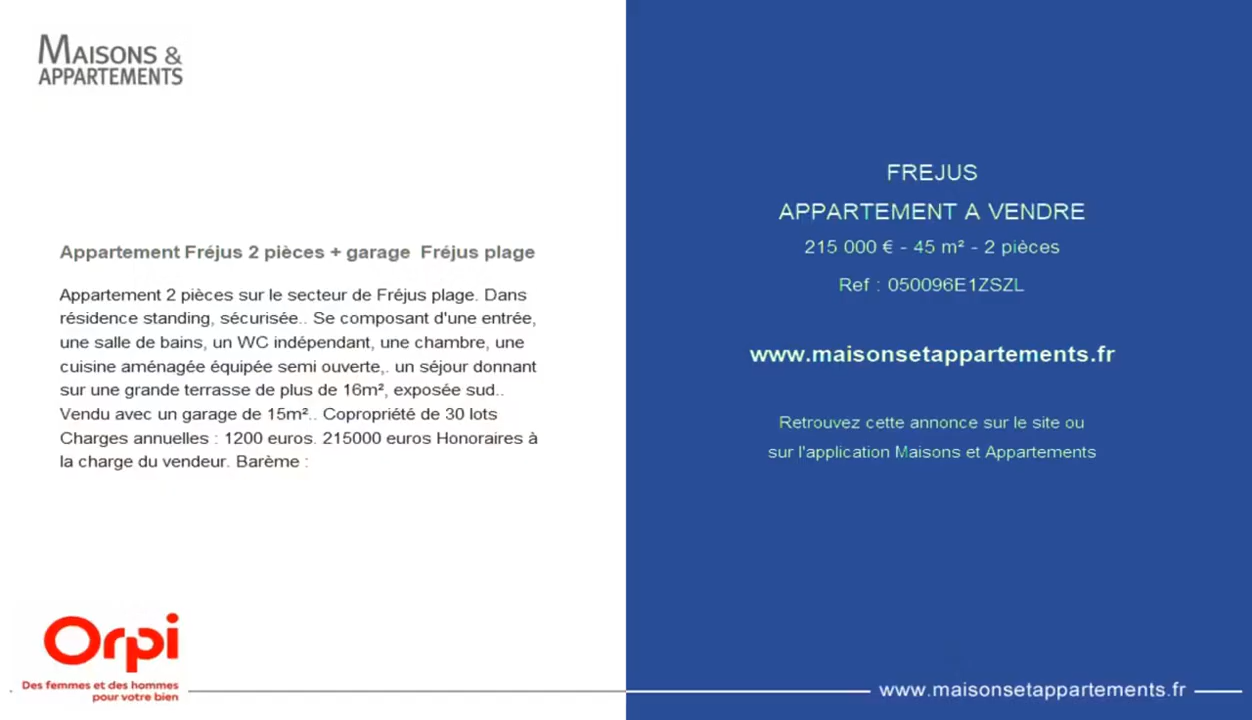 MAISONS &
APPARTEMENTS
Appartement Fréjus 2 pièces + garage  Fréjus plage
Appartement 2 pièces sur le secteur de Fréjus plage. Dans
résidence standing, sécurisée.. Se composant d'une entrée,
une salle de bains, un WC indépendant, une chambre, une
cuisine aménagée équipée semi ouverte,. un séjour donnant
sur une grande terrasse de plus de 16m², exposée sud..
Vendu avec un garage de 15m².. Copropriété de 30 lots
Charges annuelles : 1200 euros. 215000 euros Honoraires à
la charge du vendeur. Barème :
Orpi
Des femmes et des hommes
pour votre bien
FREJUS
APPARTEMENT A VENDRE
215 000 € - 45 m² - 2 pièces
Ref : 050096E1ZSZL
www.maisonsetappartements.fr
Retrouvez cette annonce sur le site ou
sur l'application Maisons et Appartements
www.maisonsetappartements.fr